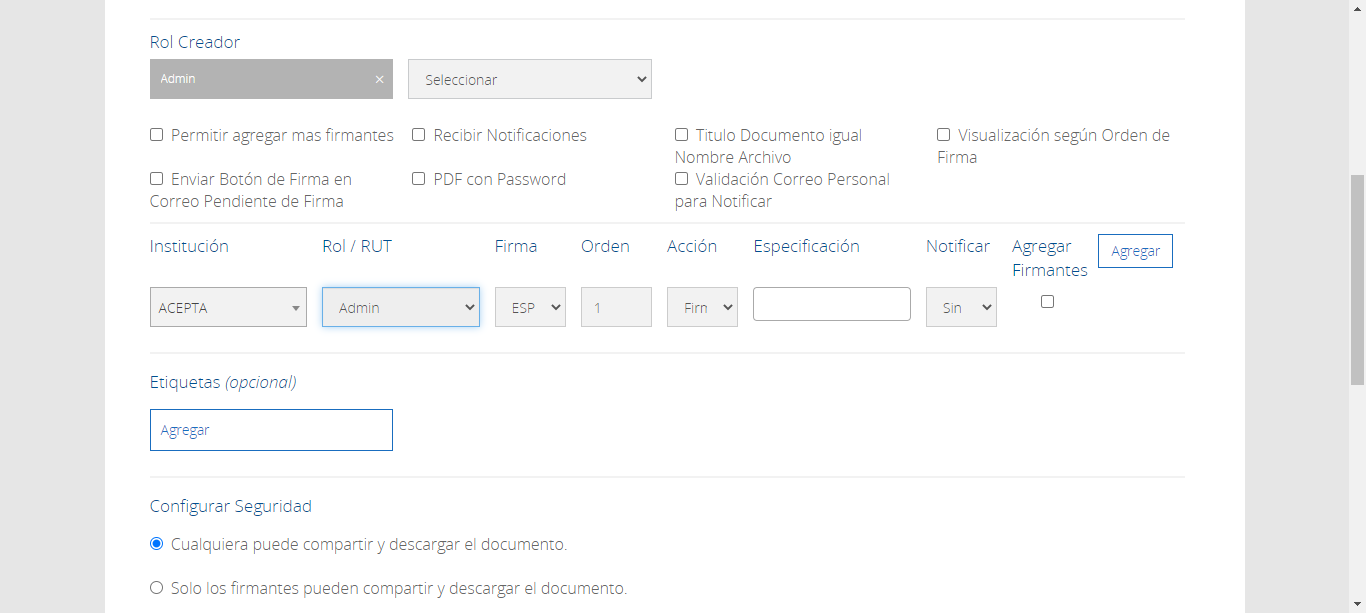 Rol Creador
Admin ×
Seleccionar
Permitir agregar mas firmantes
Recibir Notificaciones
Titulo Documento igual
Nombre Archivo
Visualización según Orden de
Firma
Enviar Botón de Firma en
Correo Pendiente de Firma
PDF con Password
Validación Correo Personal
para Notificar
Institución
Rol / RUT
Firma
Orden
Acción
Especificación
Notificar
Agregar
Firmantes
Agregar
ACEPTA
Admin
ESP
1
Firn
Sin
Etiquetas (opcional)
Agregar
Configurar Seguridad
Cualquiera puede compartir y descargar el documento.
Solo los firmantes pueden compartir y descargar el documento.